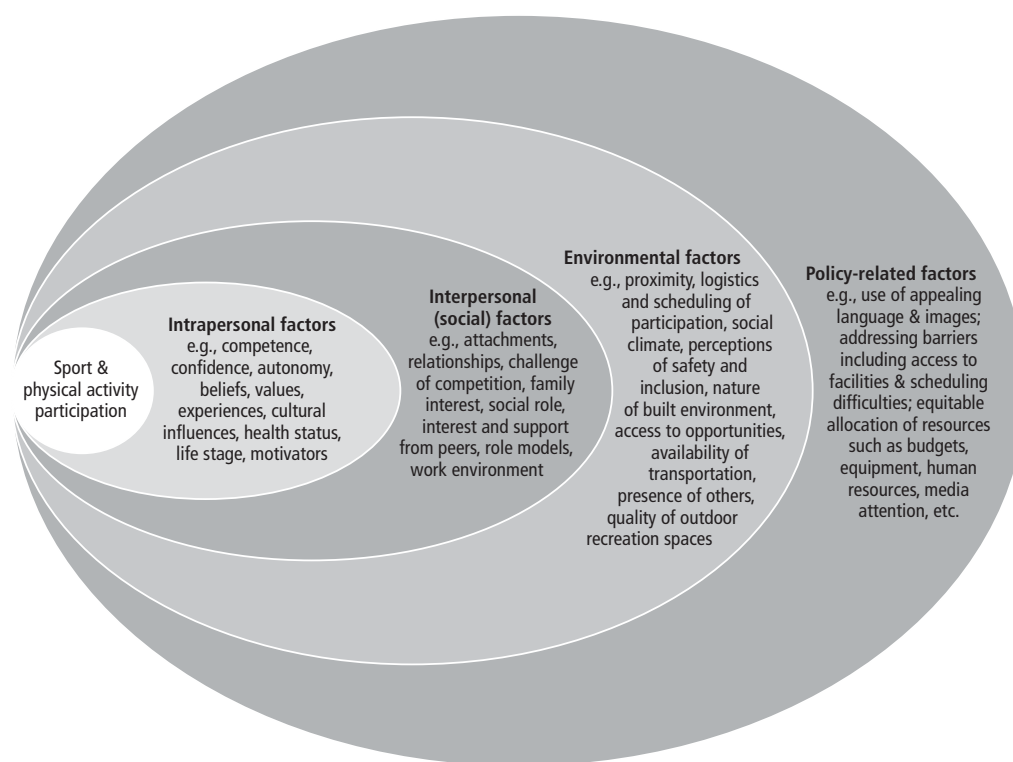 Sport &
physical activity
participation
Intrapersonal factors
e.g., competence,
confidence, autonomy,
beliefs, values,
experiences, cultural
influences, health status,
life stage, motivators
Interpersonal
(social) factors
e.g., attachments,
relationships, challenge
of competition, family
interest, social role,
interest and support
from peers, role models,
work environment
Environmental factors
e.g., proximity, logistics
and scheduling of
participation, social
climate, perceptions
of safety and
inclusion, nature
of built environment,
access to opportunities,
availability of
transportation,
presence of others,
quality of outdoor
recreation spaces
Policy-related factors
e.g., use of appealing
language & images;
addressing barriers
including access to
facilities & scheduling
difficulties; equitable
allocation of resources
such as budgets,
equipment, human
resources, media
attention, etc.